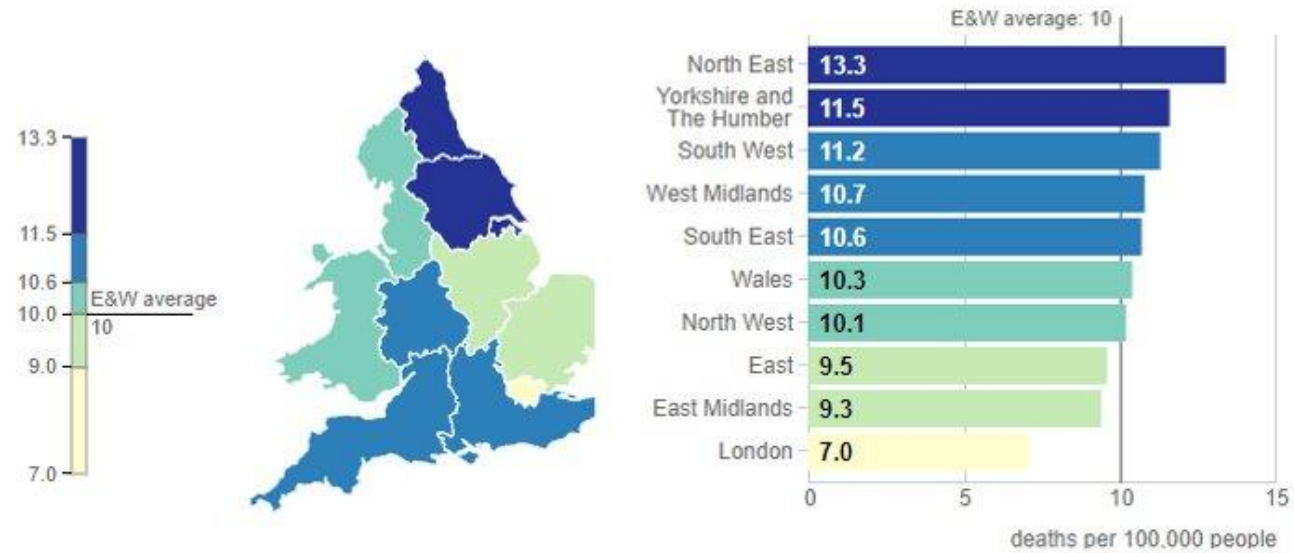 13.3
11.5
10.6
10.0
9.0
7.0
E&W average
10
E&W average: 10
North East
13.3
Yorkshire and
The Humber
11.5
South West
11.2
West Midlands
10.7
South East
10.6
Wales
10.3
North West
10.1
East
9.5
East Midlands
9.3
London
7.0
0 5 10 15
deaths per 100,000 people